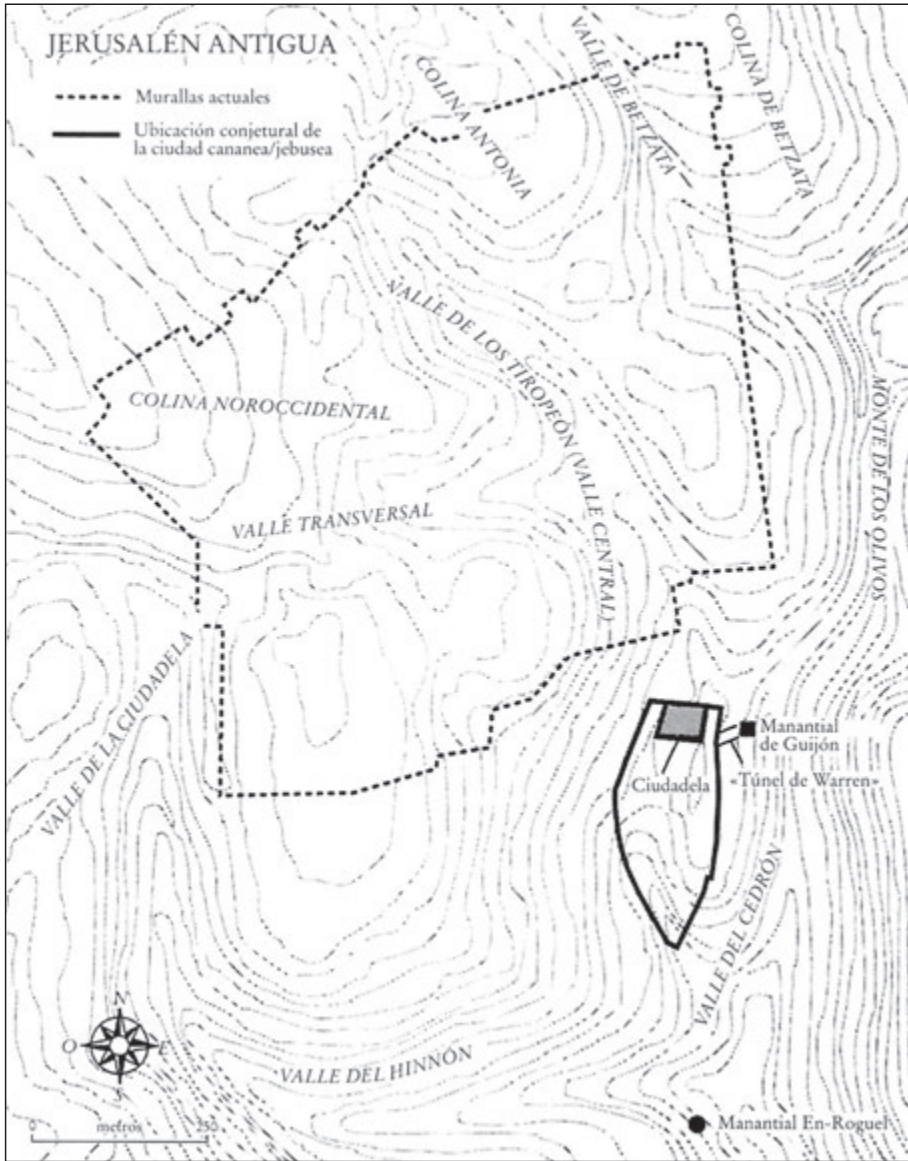 JERUSALÉN ANTIGUA
Murallas actuales
Ubicación conjetural de
la ciudad cananea/jebusea
COLINA ANTONIA
VALLE DE BETZATA
COLINA DE BETZATA
VALLE DE LOS TIROPEÓN (VALLE CENTRAL)
COLINA NOROCCIDENTAL
MONTE DE LOS OLIVOS
VALLE TRANSVERSAL
VALLE DE LA CIUDADELA
Manantial
de Guijón
Ciudadela
«Túnel de Warren»
VALLE DEL CEDRÓN
N
O
E
S
VALLE DEL HINNÓN
0 metros 250
Manantial En-Roguel